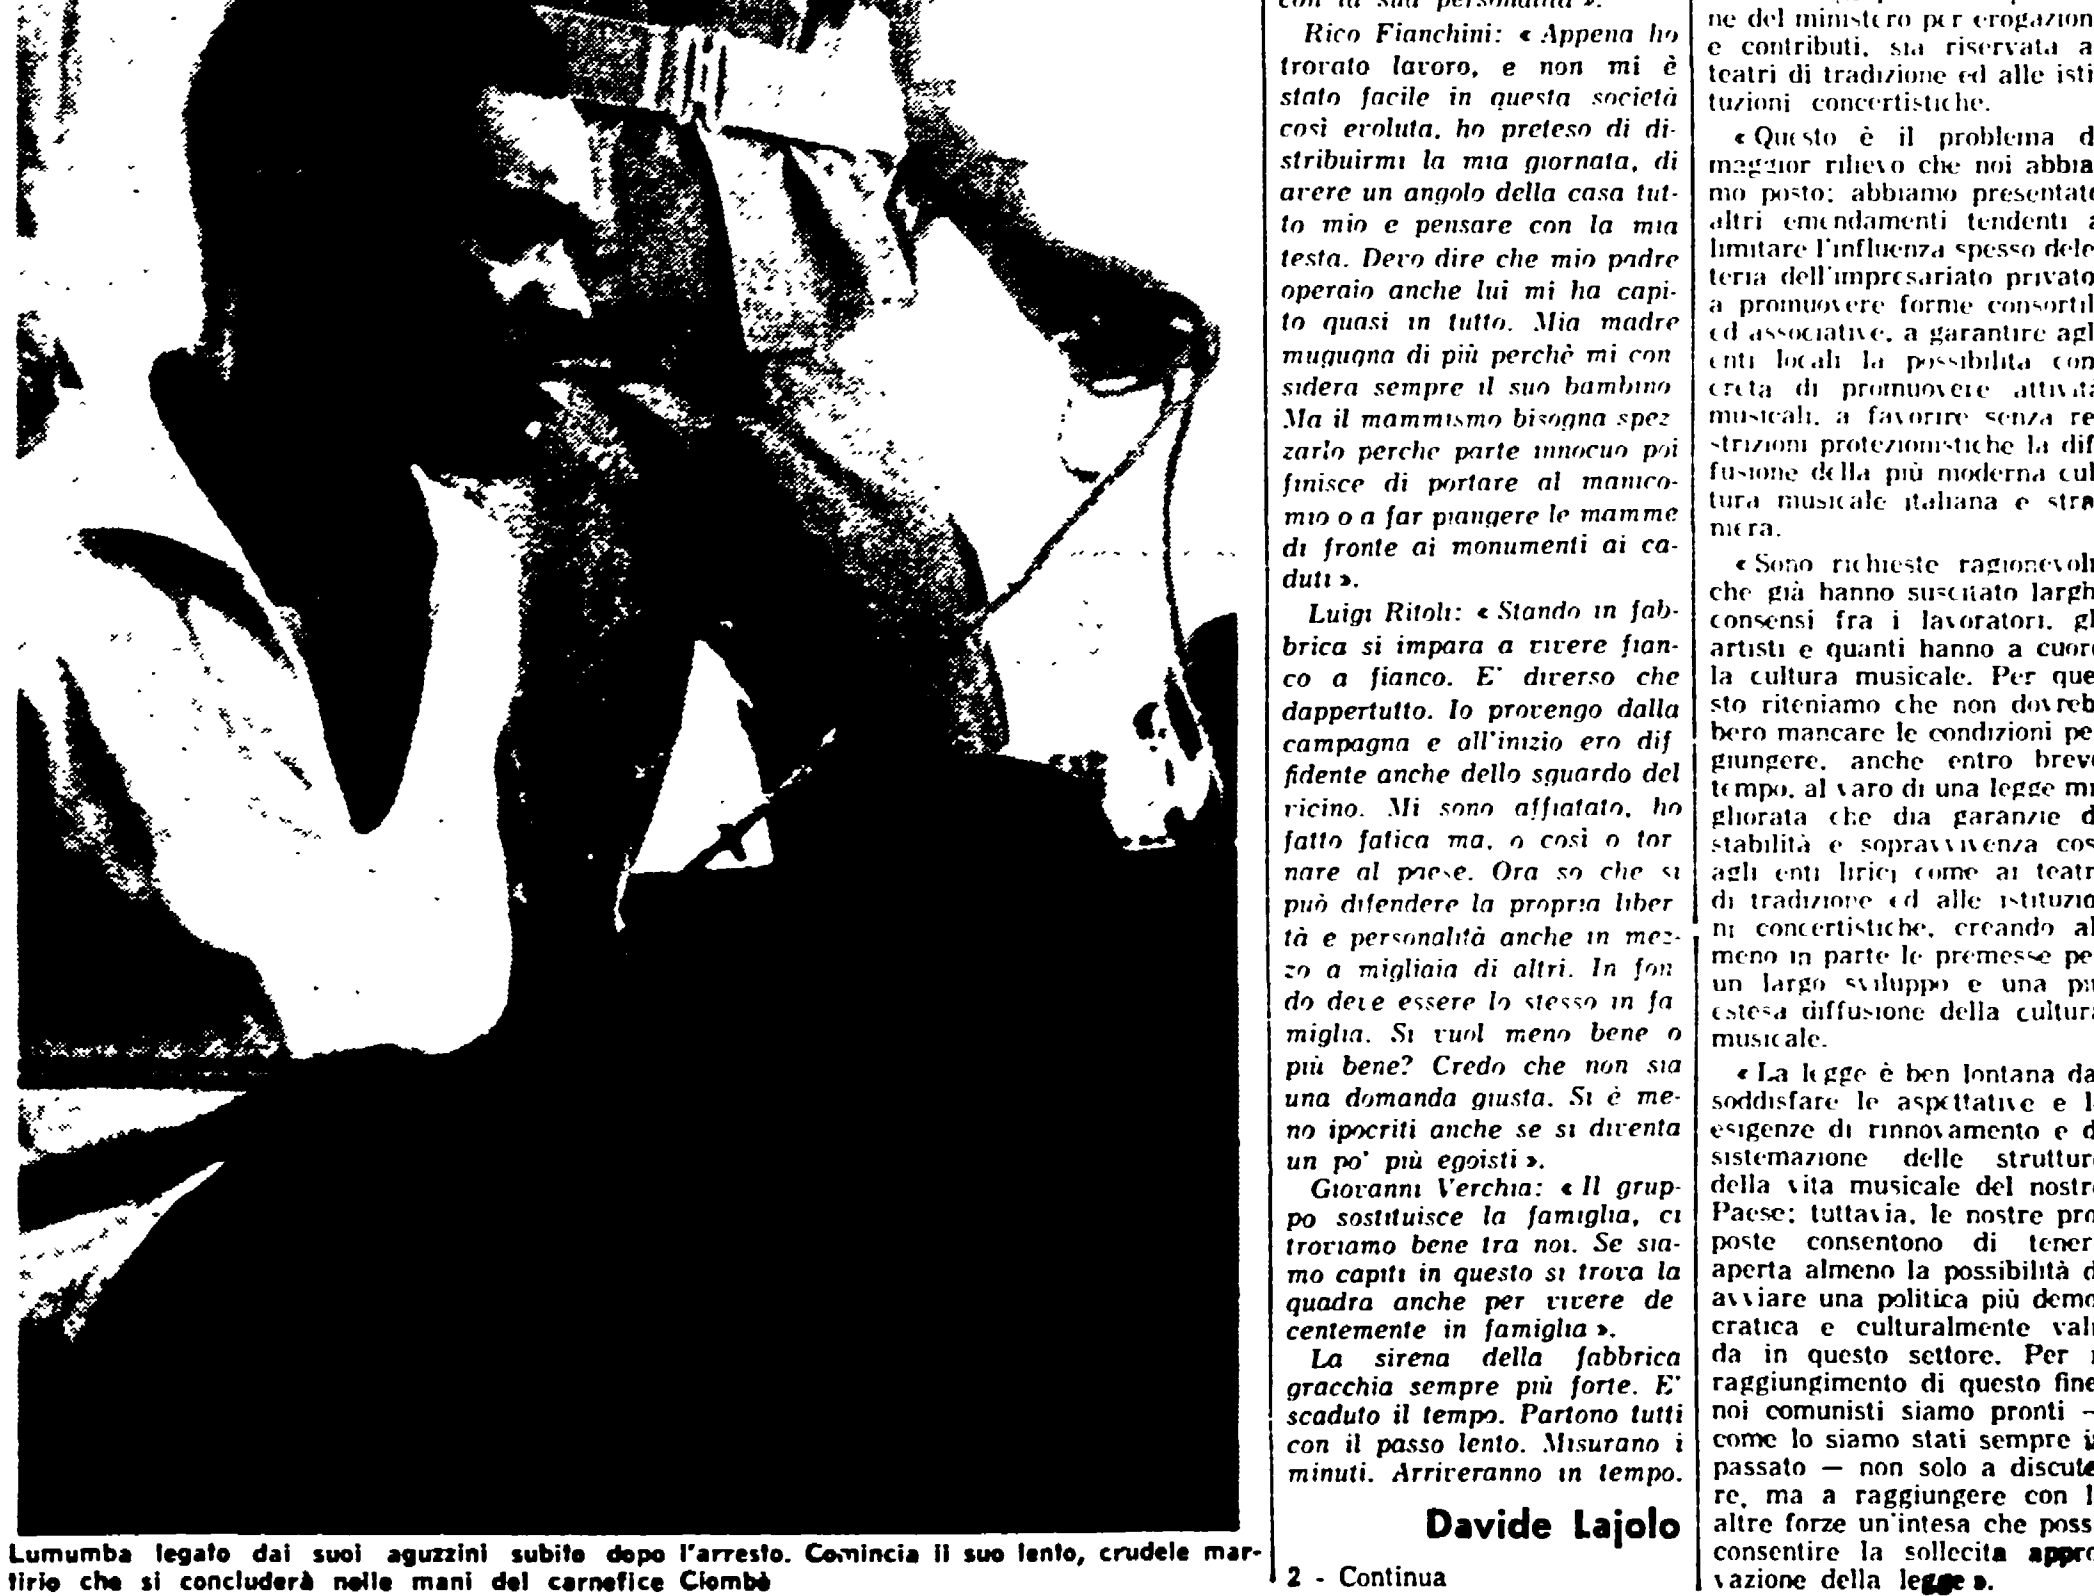 Lumumba legato dai suoi aguzzini subito dopo l'arresto. Comincia il suo lento, crudele mar-
tirio che si concluderà nelle mani del carnefice Ciombè
con la sua personalità ».
Rico Fianchini: « Appena ho
trovato lavoro, e non mi è
stato facile in questa società
così evoluta, ho preteso di di-
stribuirmi la mia giornata, di
avere un angolo della casa tut-
to mio e pensare con la mia
testa. Devo dire che mio padre
operaio anche lui mi ha capi-
to quasi in tutto. Mia madre
mugugna di più perchè mi con
sidera sempre il suo bambino
Ma il mammismo bisogna spez
zarlo perche parte innocuo poi
finisce di portare al manico-
mio o a far piangere le mamme
di fronte ai monumenti ai ca-
duti ».
Luigi Ritoli: « Stando in fab-
brica si impara a vivere fian-
co a fianco. E' diverso che
dappertutto. Io provengo dalla
campagna e all'inizio ero dif
fidente anche dello sguardo del
vicino. Mi sono affiatato, ho
fatto fatica ma, o così o tor
nare al paese. Ora so che si
può difendere la propria liber
tà e personalità anche in mez-
zo a migliaia di altri. In fon
do deve essere lo stesso in fa
miglia. Si vuol meno bene o
più bene? Credo che non sia
una domanda giusta. Si è me-
no ipocriti anche se si diventa
un po' più egoisti ».
Giovanni Verchia: « Il grup-
po sostituisce la famiglia, ci
troviamo bene tra noi. Se sia-
mo capiti in questo si trova la
quadra anche per vivere de
centemente in famiglia ».
La sirena della fabbrica
gracchia sempre più forte. E'
scaduto il tempo. Partono tutti
con il passo lento. Misurano i
minuti. Arriveranno in tempo.
Davide Lajolo
2 - Continua
ne del ministero per erogazion
e contributi, sia riservata a
teatri di tradizione ed alle isti
tuzioni concertistiche.
« Questo è il problema d
maggior rilievo che noi abbia
mo posto; abbiamo presentato
altri emendamenti tendenti a
limitare l'influenza spesso dele
teria dell'impresariato privato
a promuovere forme consortil
ed associative, a garantire agl
enti locali la possibilità con
creta di promuovere attività
musicali, a favorire senza re
strizioni protezionistiche la dif
fusione della più moderna cul
tura musicale italiana e stra
niera.
« Sono richieste ragionevoli
che già hanno suscitato largh
consensi fra i lavoratori, gl
artisti e quanti hanno a cuore
la cultura musicale. Per que
sto riteniamo che non dovreb
bero mancare le condizioni pe
giungere, anche entro breve
tempo, al varo di una legge mi
gliorata che dia garanzie d
stabilità e sopravvivenza cos
agli enti lirici come ai teatr
di tradizione ed alle istituzio
ni concertistiche, creando al
meno in parte le premesse pe
un largo sviluppo e una più
estesa diffusione della cultura
musicale.
« La legge è ben lontana da
soddisfare le aspettative e l
esigenze di rinnovamento e d
sistemazione delle struttur
della vita musicale del nostro
Paese; tuttavia, le nostre pro
poste consentono di tener
aperta almeno la possibilità d
avviare una politica più demo
cratica e culturalmente vali
da in questo settore. Per
raggiungimento di questo fine
noi comunisti siamo pronti —
come lo siamo stati sempre i
passato — non solo a discute
re, ma a raggiungere con l
altre forze un'intesa che poss
consentire la sollecita appro
vazione della legge ».